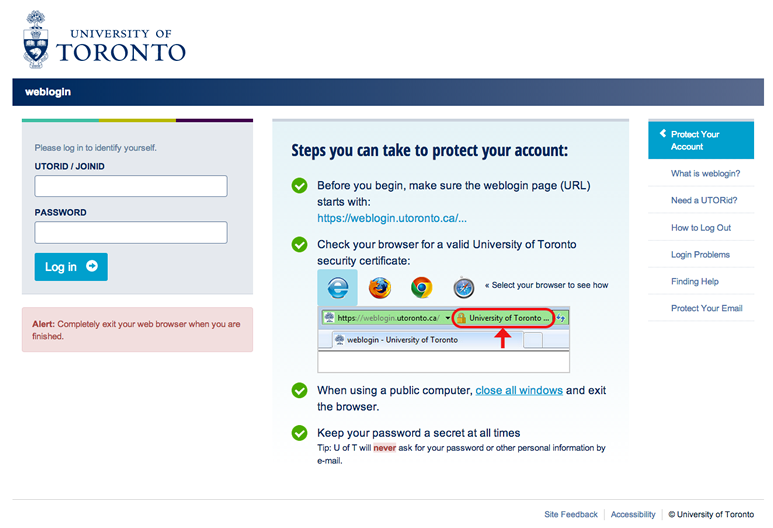 UNIVERSITY OF
TORONTO
weblogin
Please log in to identify yourself.
UTORID / JOINID
PASSWORD
Log in
Alert: Completely exit your web browser when you are
finished.
Steps you can take to protect your account:
Before you begin, make sure the weblogin page (URL)
starts with:
https://weblogin.utoronto.ca/...
Check your browser for a valid University of Toronto
security certificate:
« Select your browser to see how
https://weblogin.utoronto.ca/
University of Toronto ...
weblogin - University of Toronto
When using a public computer, close all windows and exit
the browser.
Keep your password a secret at all times
Tip: U of T will never ask for your password or other personal information by
e-mail.
Protect Your
Account
What is weblogin?
Need a UTORid?
How to Log Out
Login Problems
Finding Help
Protect Your Email
Site Feedback
Accessibility
© University of Toronto